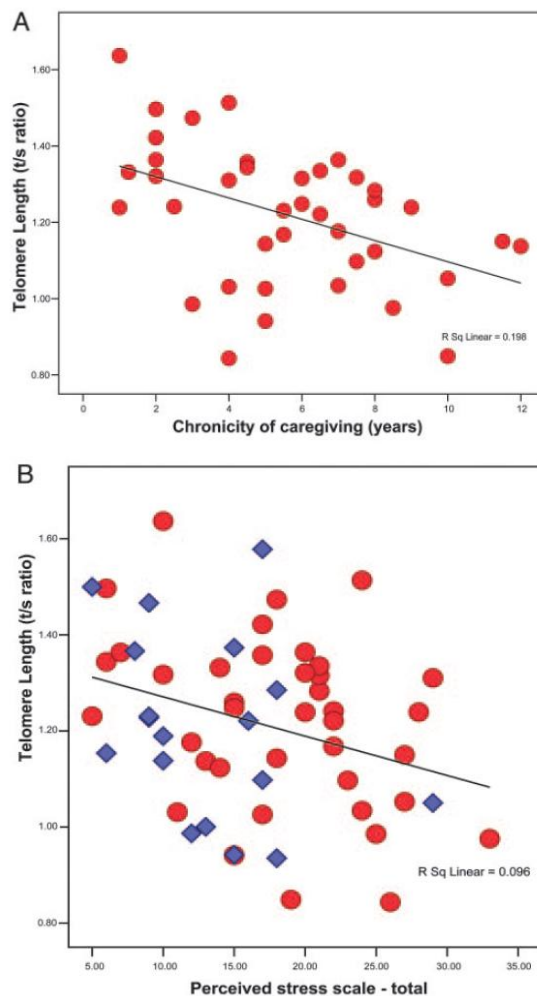 A
1.60
1.40
1.20
1.00
0.80
Telomere Length (t/s ratio)
R Sq Linear = 0.198
0 2 4 6 8 10 12
Chronicity of caregiving (years)
B
1.60
1.40
1.20
1.00
0.80
Telomere Length (t/s ratio)
R Sq Linear = 0.096
5.00 10.00 15.00 20.00 25.00 30.00 35.00
Perceived stress scale - total